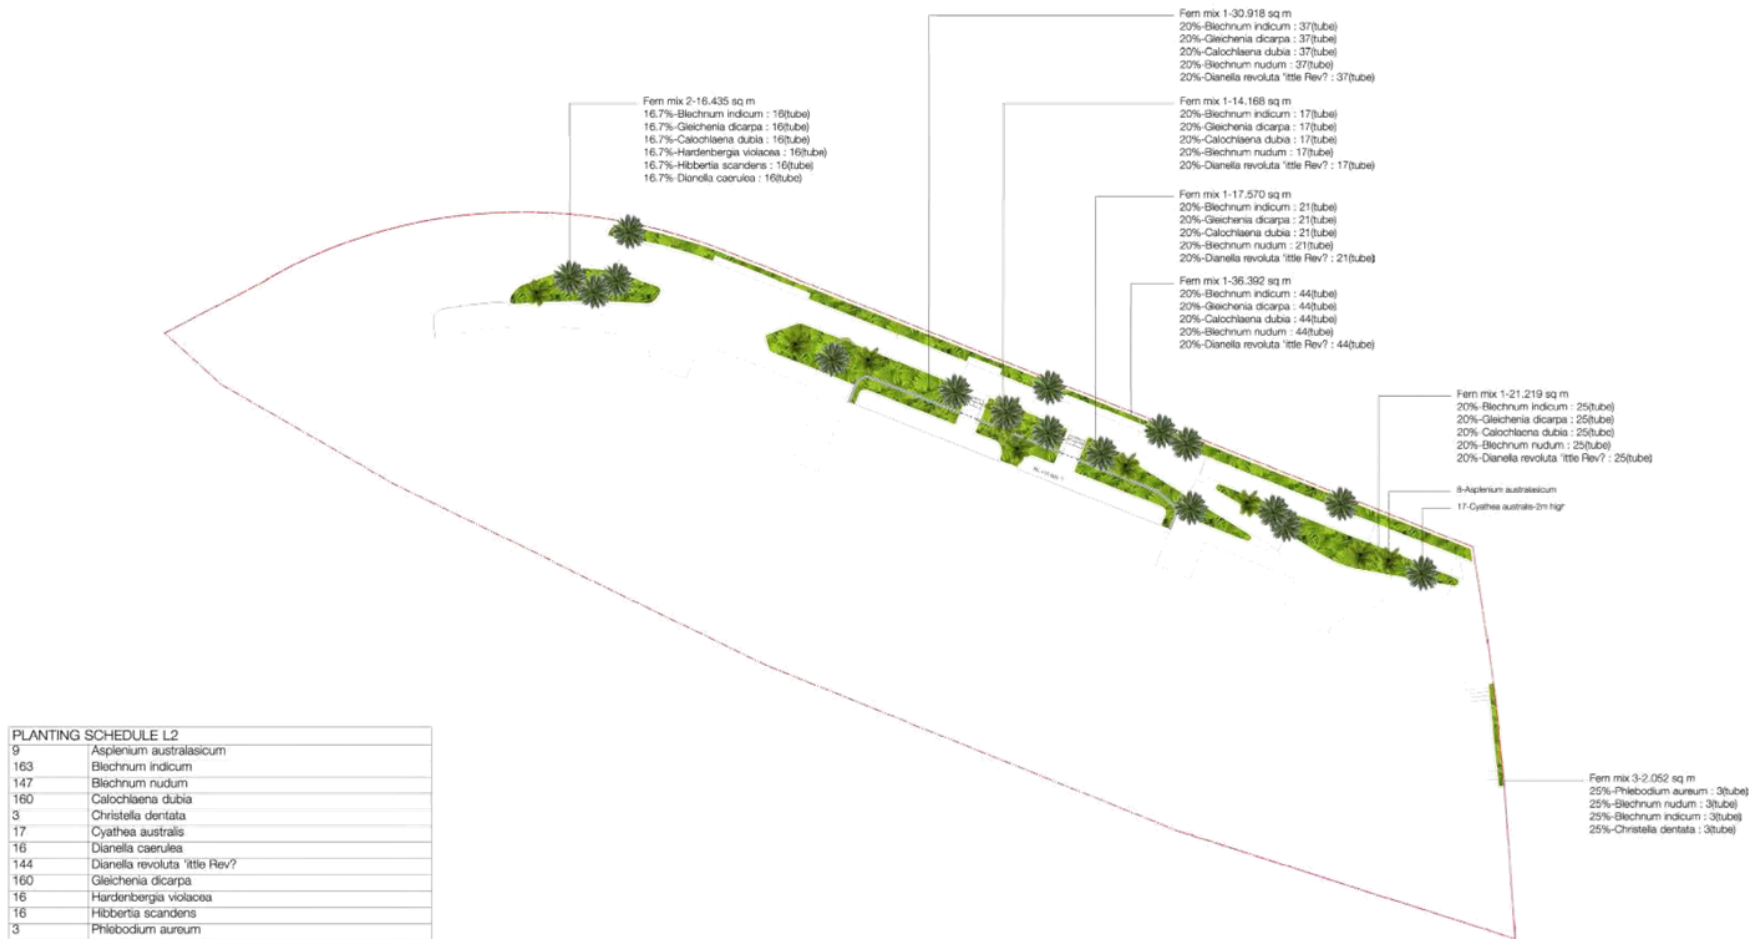 Fern mix 1-30.918 sq m
20%-Blechnum indicum : 37(tube)
20%-Gleichenia dicarpa : 37(tube)
20%-Calochlaena dubia : 37(tube)
20%-Blechnum nudum : 37(tube)
20%-Dianella revoluta 'ittle Rev? : 37(tube)
Fern mix 2-16.435 sq m
16.7%-Blechnum indicum : 16(tube)
16.7%-Gleichenia dicarpa : 16(tube)
16.7%-Calochlaena dubia : 16(tube)
16.7%-Hardenbergia violacea : 16(tube)
16.7%-Hibbertia scandens : 16(tube)
16.7%-Dianella caerulea : 16(tube)
Fern mix 1-14.168 sq m
20%-Blechnum indicum : 17(tube)
20%-Gleichenia dicarpa : 17(tube)
20%-Calochlaena dubia : 17(tube)
20%-Blechnum nudum : 17(tube)
20%-Dianella revoluta 'ittle Rev? : 17(tube)
Fern mix 1-17.570 sq m
20%-Blechnum indicum : 21(tube)
20%-Gleichenia dicarpa : 21(tube)
20%-Calochlaena dubia : 21(tube)
20%-Blechnum nudum : 21(tube)
20%-Dianella revoluta 'ittle Rev? : 21(tube)
Fern mix 1-36.392 sq m
20%-Blechnum indicum : 44(tube)
20%-Gleichenia dicarpa : 44(tube)
20%-Calochlaena dubia : 44(tube)
20%-Blechnum nudum : 44(tube)
20%-Dianella revoluta 'ittle Rev? : 44(tube)
Fern mix 1-21.219 sq m
20%-Blechnum indicum : 25(tube)
20%-Gleichenia dicarpa : 25(tube)
20%-Calochlaena dubia : 25(tube)
20%-Blechnum nudum : 25(tube)
20%-Dianella revoluta 'ittle Rev? : 25(tube)
8-Asplenium australasicum
17-Cyathea australis-2m high
Fern mix 3-2.052 sq m
25%-Phlebodium aureum : 3(tube)
25%-Blechnum nudum : 3(tube)
25%-Blechnum indicum : 3(tube)
25%-Christella dentata : 3(tube)
PLANTING SCHEDULE L2
9 Asplenium australasicum
163 Blechnum indicum
147 Blechnum nudum
160 Calochlaena dubia
3 Christella dentata
17 Cyathea australis
16 Dianella caerulea
144 Dianella revoluta 'ittle Rev?
160 Gleichenia dicarpa
16 Hardenbergia violacea
16 Hibbertia scandens
3 Phlebodium aureum